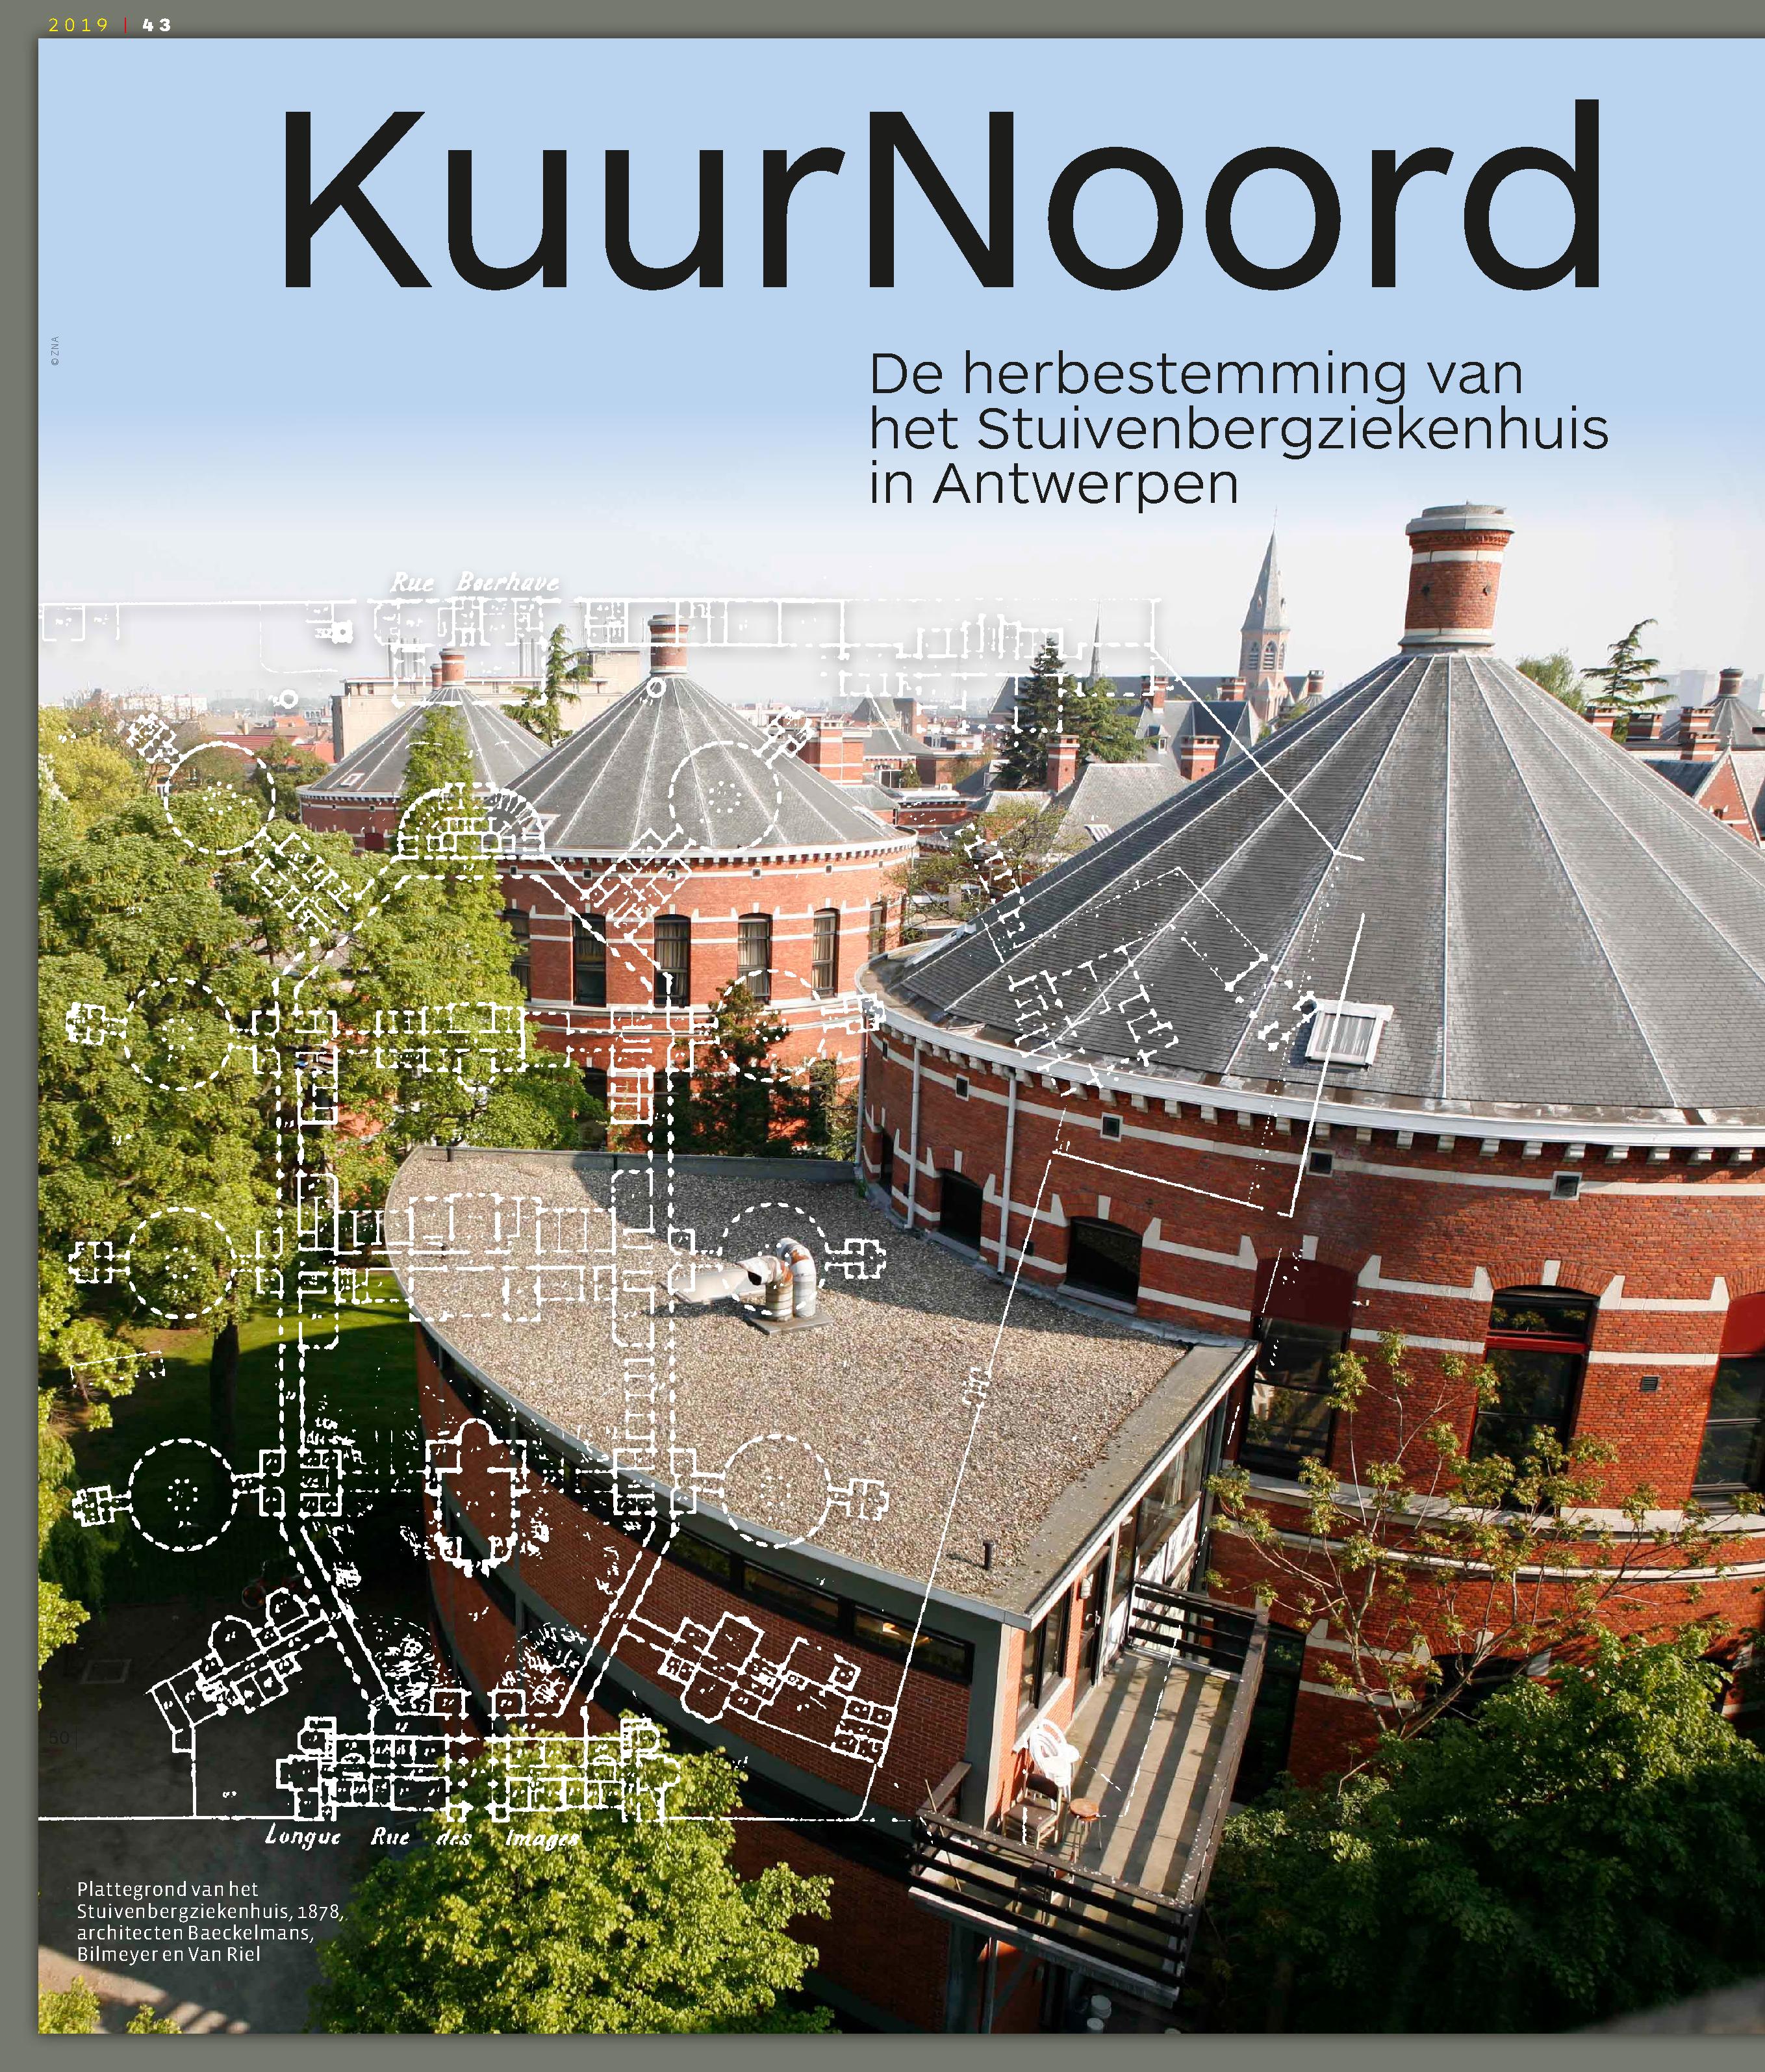 2019 | 43
KuurNoord
De herbestemming van
het Stuivenbergziekenhuis
in Antwerpen
© ZNA
Rue Boerhave
50 |
Longue Rue des Images
Plattegrond van het
Stuivenbergziekenhuis, 1878,
architecten Baeckelmans,
Bilmeyer en Van Riel